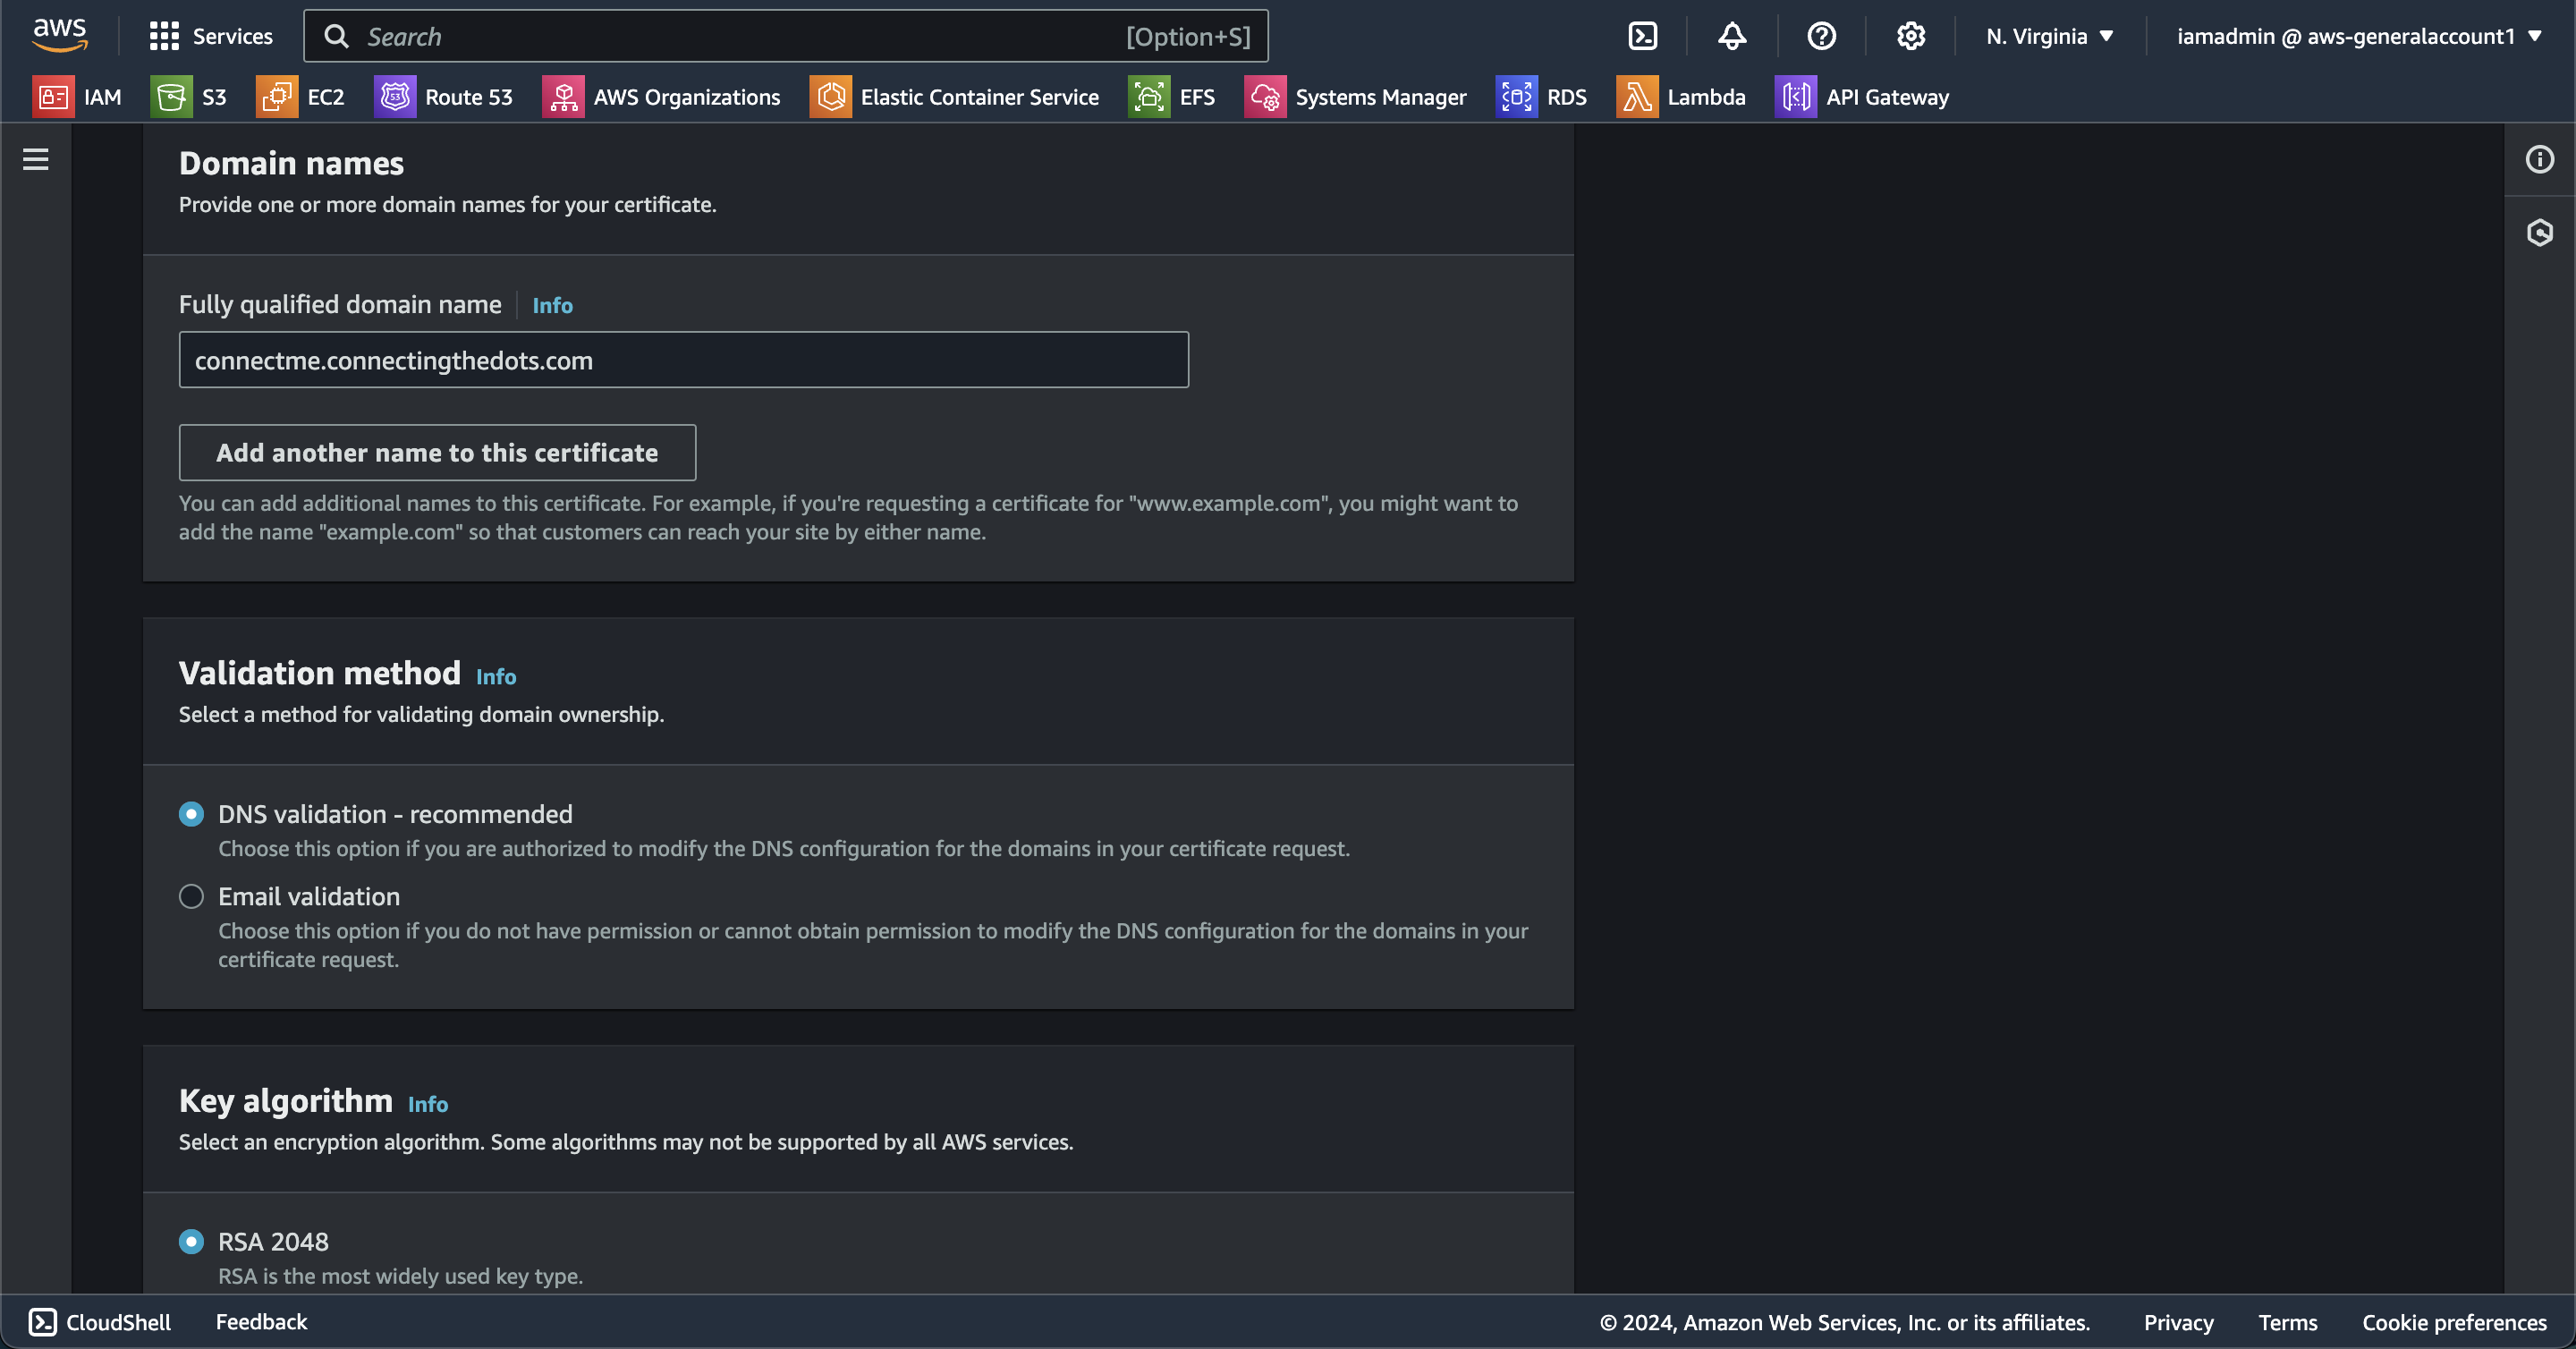 aws
Services
Search
[Option+S]
N. Virginia
iamadmin @ aws-generalaccount1
IAM
S3
EC2
53
Route 53
AWS Organizations
Elastic Container Service
EFS
Systems Manager
RDS
Lambda
API Gateway
Domain names
Provide one or more domain names for your certificate.
Fully qualified domain name
Info
connectme.connectingthedots.com
Add another name to this certificate
You can add additional names to this certificate. For example, if you're requesting a certificate for "www.example.com", you might want to
add the name "example.com" so that customers can reach your site by either name.
Validation method Info
Select a method for validating domain ownership.
DNS validation - recommended
Choose this option if you are authorized to modify the DNS configuration for the domains in your certificate request.
Email validation
Choose this option if you do not have permission or cannot obtain permission to modify the DNS configuration for the domains in your
certificate request.
Key algorithm Info
Select an encryption algorithm. Some algorithms may not be supported by all AWS services.
RSA 2048
RSA is the most widely used key type.
CloudShell
Feedback
© 2024, Amazon Web Services, Inc. or its affiliates.
Privacy
Terms
Cookie preferences